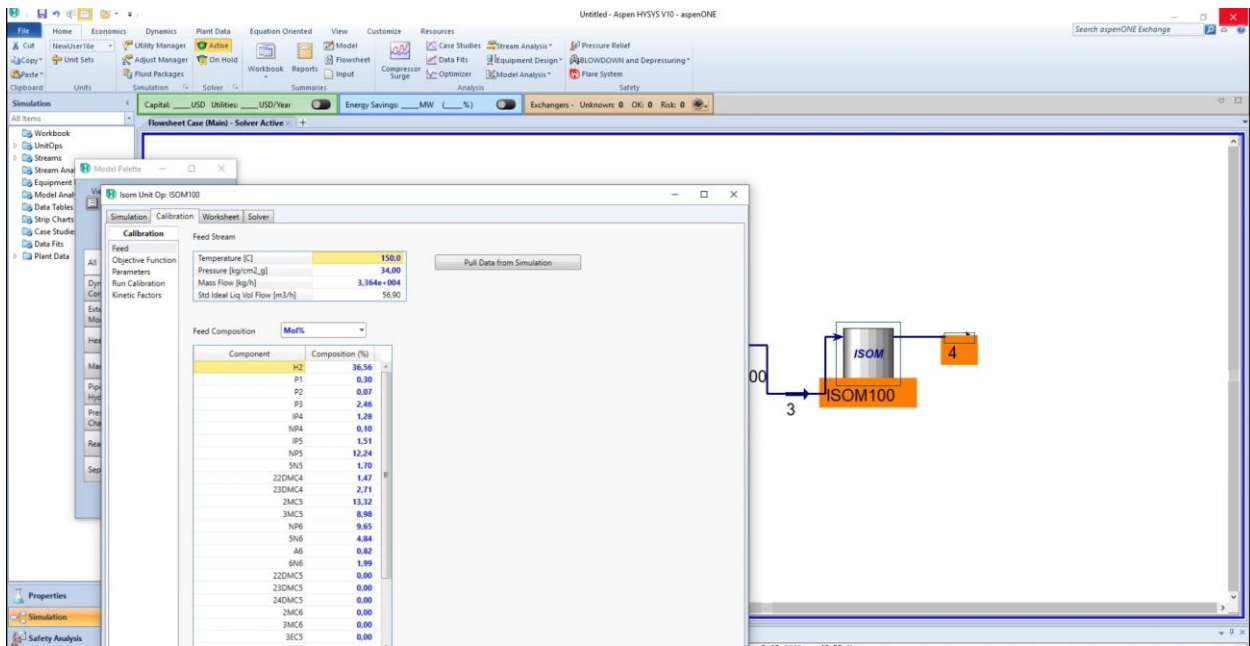 Untitled - Aspen HYSYS V10 - aspenONE
File Home Economics Dynamics Plant Data Equation Oriented View Customize Resources
Search aspenONE Exchange
Cut NewUser16e Utility Manager Active Model Case Studies Stream Analysis Pressure Relief
Copy Unit Sets Adjust Manager On Hold Workbook Reports Flowsheet Compressor Surge Data Fits Equipment Design BLOWDOWN and Depressuring
Paste Fluid Packages Input Optimizer Model Analysis Flare System
Clipboard Units Simulation Solver Summaries Analysis Safety
Simulation
Capital: ____USD Utilities: ____USD/Year Energy Savings: ____MW (____%) Exchangers - Unknown: 0 OK: 0 Risk: 0
All Items
Flowsheet Case (Main) - Solver Active
Workbook
UnitOps
Streams
Stream Ana
Equipment
Model Anal
Data Tables
Strip Charts
Case Studie
Data Fits
Plant Data
Model Palette
All
Isom Unit Op: ISOM100
Simulation Calibration Worksheet Solver
Calibration
Feed
Objective Function
Parameters
Run Calibration
Kinetic Factors
Feed Stream
Temperature [C] 150,0
Pressure [kg/cm2_g] 34,00
Mass Flow [kg/h] 3,364e+004
Std Ideal Liq Vol Flow [m3/h] 56,90
Pull Data from Simulation
Feed Composition Mol%
Component Composition (%)
H2 36,56
P1 0,30
P2 0,07
P3 2,46
IP4 1,28
NP4 0,10
IP5 1,51
NP5 12,24
5N5 1,70
22DMC4 1,47
23DMC4 2,71
2MC5 13,32
3MC5 8,98
NP6 9,65
5N6 4,84
A6 0,82
6N6 1,99
22DMC5 0,00
23DMC5 0,00
24DMC5 0,00
2MC6 0,00
3MC6 0,00
3EC5 0,00
00
3
ISOM
ISOM100
4
Properties
Simulation
Safety Analysis